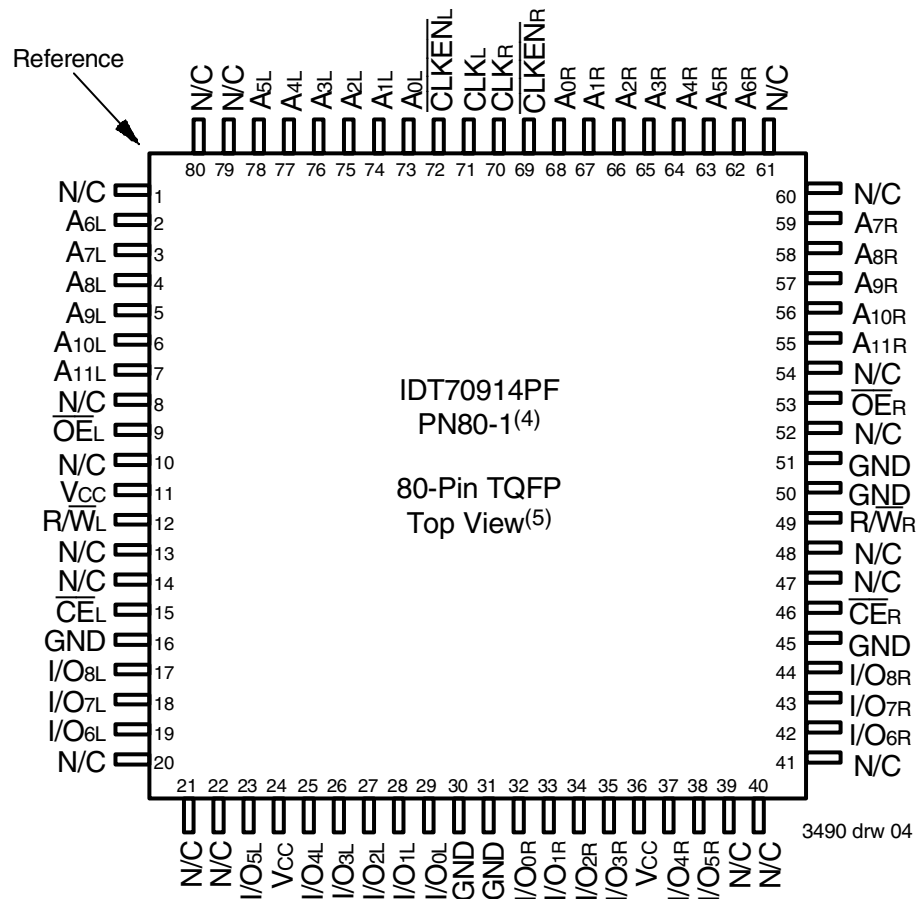 Reference
N/C N/C A5L A4L A3L A2L A1L A0L CLKENL CLKL CLKR CLKENR A0R A1R A2R A3R A4R A5R A6R N/C
80 79 78 77 76 75 74 73 72 71 70 69 68 67 66 65 64 63 62 61
N/C 1 60 N/C
A6L 2 59 A7R
A7L 3 58 A8R
A8L 4 57 A9R
A9L 5 56 A10R
A10L 6 55 A11R
A11L 7 54 N/C
N/C 8 53 OER
OEL 9 52 N/C
N/C 10 51 GND
VCC 11 50 GND
R/WL 12 49 R/WR
N/C 13 48 N/C
N/C 14 47 N/C
CEL 15 46 CER
GND 16 45 GND
I/O8L 17 44 I/O8R
I/O7L 18 43 I/O7R
I/O6L 19 42 I/O6R
N/C 20 41 N/C
IDT70914PF
PN80-1(4)
80-Pin TQFP
Top View(5)
21 22 23 24 25 26 27 28 29 30 31 32 33 34 35 36 37 38 39 40
N/C N/C I/O5L VCC I/O4L I/O3L I/O2L I/O1L I/O0L GND GND I/O0R I/O1R I/O2R I/O3R VCC I/O4R I/O5R N/C N/C
3490 drw 04